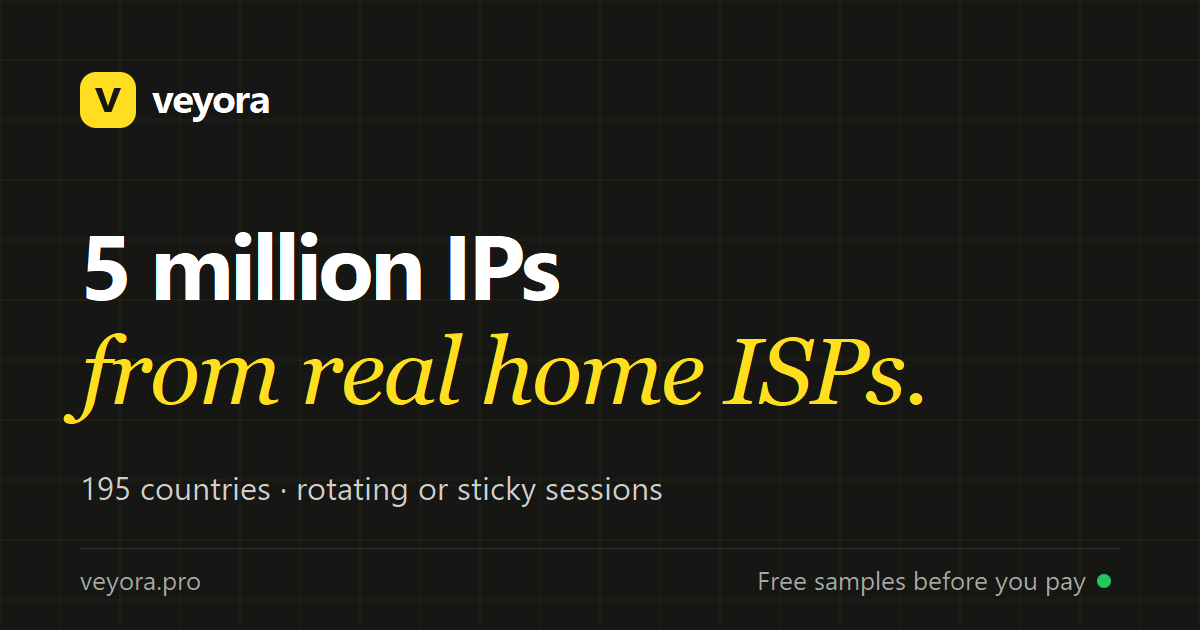 V veyora
5 million IPs
from real home ISPs.
195 countries · rotating or sticky sessions
veyora.pro
Free samples before you pay